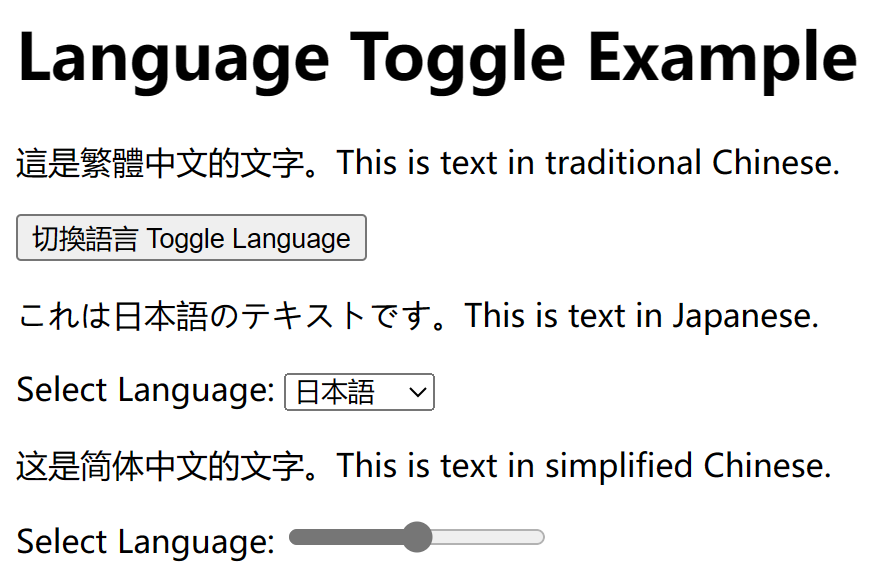 Language Toggle Example
這是繁體中文的文字。This is text in traditional Chinese.
切換語言 Toggle Language
これは日本語のテキストです。This is text in Japanese.
Select Language: 日本語
这是简体中文的文字。This is text in simplified Chinese.
Select Language: